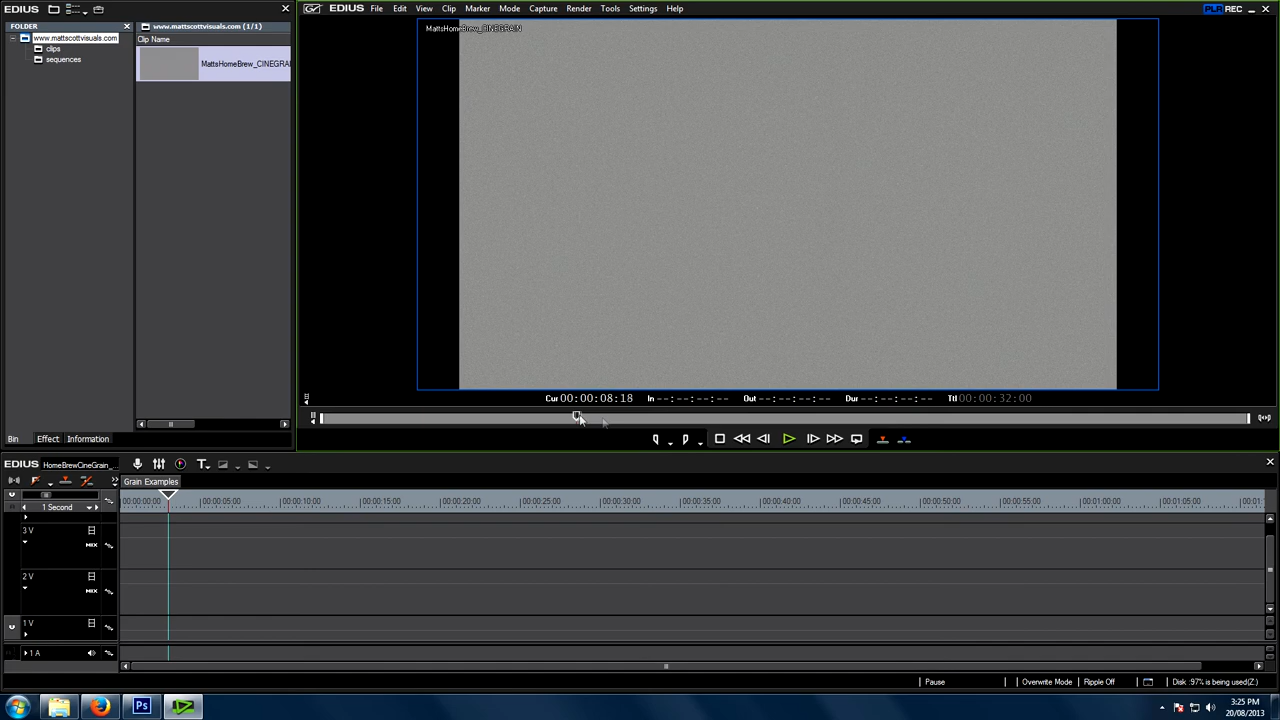 EDIUS
FOLDER
www.mattscottvisuals.com
clips
sequences
www.mattscottvisuals.com (1/1)
Clip Name
MattsHomeBrew_CINEGRAI
Bin Effect Information
EDIUS File Edit View Clip Marker Mode Capture Render Tools Settings Help
PLR REC
MattsHomeBrew_CINEGRAIN
Cur 00:00:08:18 In --:--:--:-- Out --:--:--:-- Dur --:--:--:-- Ttl 00:00:32:00
EDIUS HomeBrewCineGrain_...
Grain Examples
1 Second
00:00:00:00 00:00:05:00 00:00:10:00 00:00:15:00 00:00:20:00 00:00:25:00 00:00:30:00 00:00:35:00 00:00:40:00 00:00:45:00 00:00:50:00 00:00:55:00 00:01:00:00 00:01:05:00 00:01:1
3 V
MIX
2 V
MIX
1 V
1 A
Pause Overwrite Mode Ripple Off Disk :97% is being used(Z:)
Ps
3:25 PM
20/08/2013